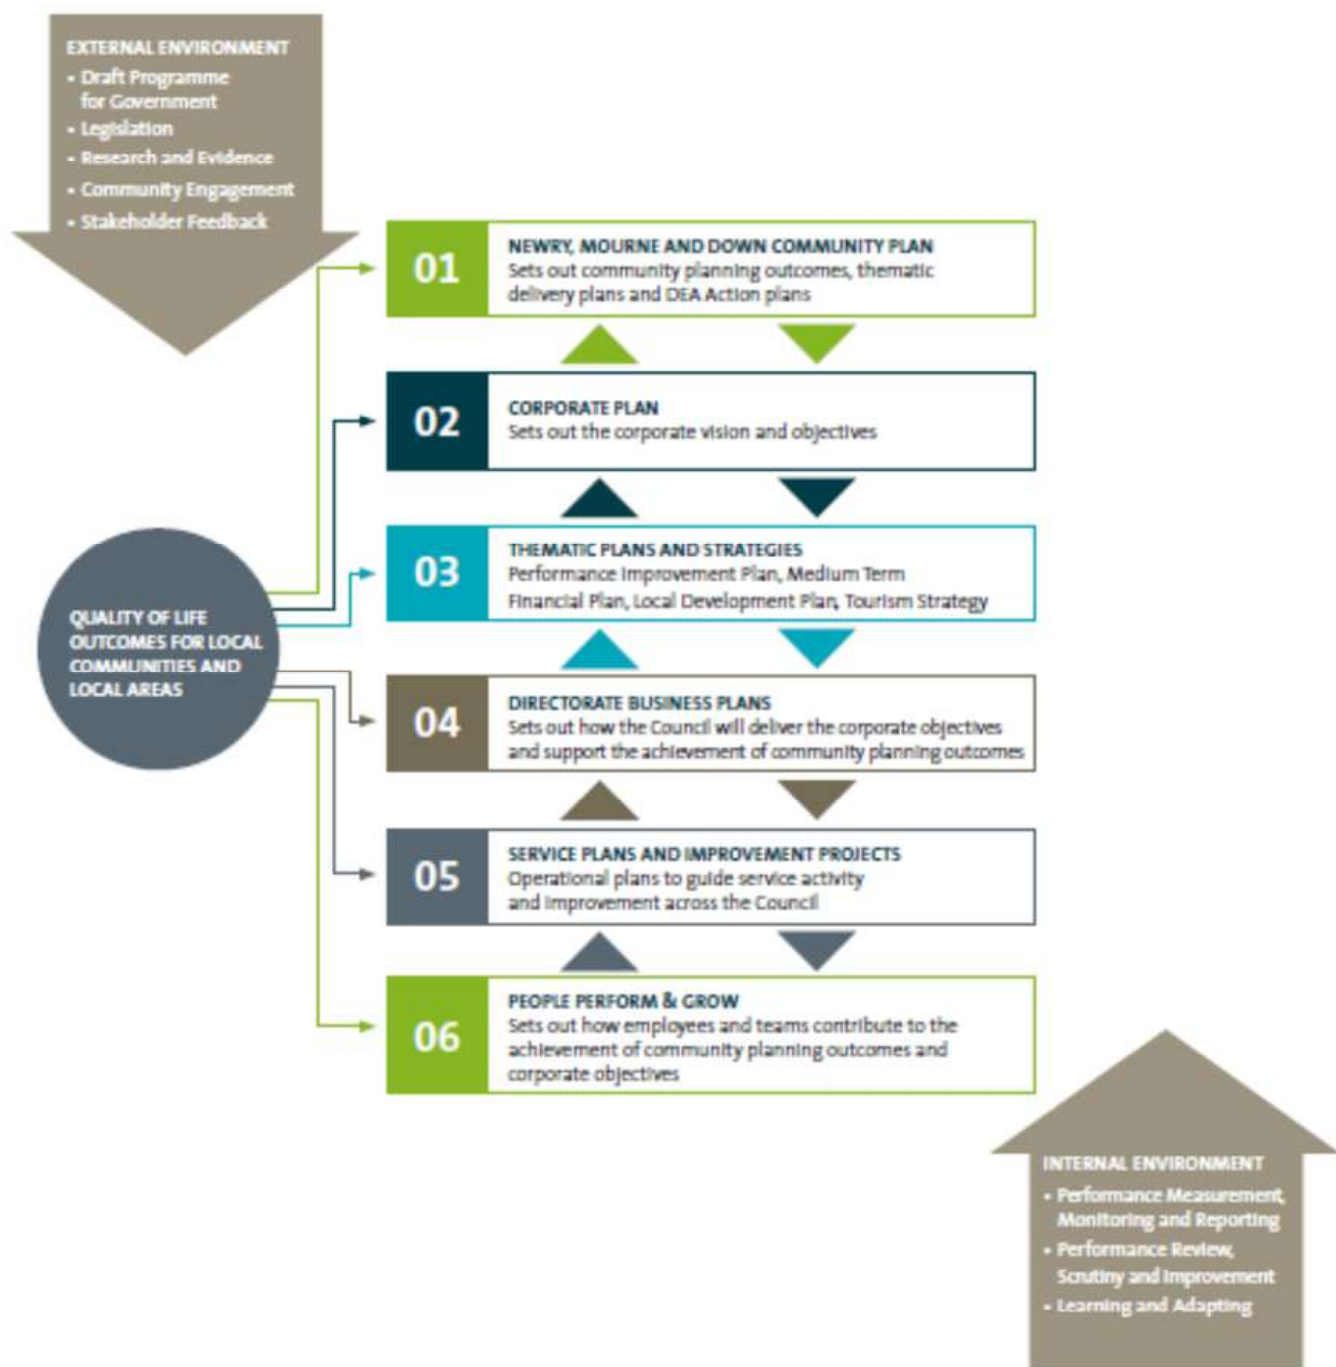 EXTERNAL ENVIRONMENT
• Draft Programme
for Government
• Legislation
• Research and Evidence
• Community Engagement
• Stakeholder Feedback
01
NEWRY, MOURNE AND DOWN COMMUNITY PLAN
Sets out community planning outcomes, thematic
delivery plans and DEA Action plans
02
CORPORATE PLAN
Sets out the corporate vision and objectives
03
THEMATIC PLANS AND STRATEGIES
Performance Improvement Plan, Medium Term
Financial Plan, Local Development Plan, Tourism Strategy
QUALITY OF LIFE
OUTCOMES FOR LOCAL
COMMUNITIES AND
LOCAL AREAS
04
DIRECTORATE BUSINESS PLANS
Sets out how the Council will deliver the corporate objectives
and support the achievement of community planning outcomes
05
SERVICE PLANS AND IMPROVEMENT PROJECTS
Operational plans to guide service activity
and improvement across the Council
06
PEOPLE PERFORM & GROW
Sets out how employees and teams contribute to the
achievement of community planning outcomes and
corporate objectives
INTERNAL ENVIRONMENT
• Performance Measurement,
Monitoring and Reporting
• Performance Review,
Scrutiny and Improvement
• Learning and Adapting